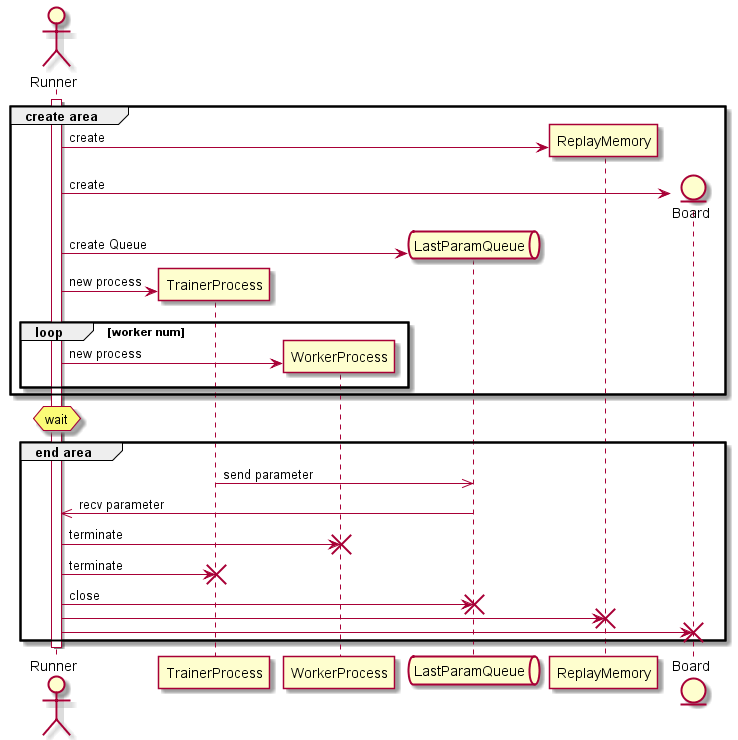 Runner
create area
create
ReplayMemory
create
Board
create Queue
LastParamQueue
new process
TrainerProcess
loop
[worker num]
new process
WorkerProcess
wait
end area
send parameter
recv parameter
terminate
terminate
close
Runner
TrainerProcess
WorkerProcess
LastParamQueue
ReplayMemory
Board